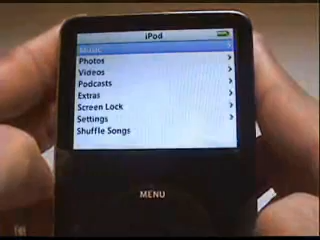 iPod
Music
Photos
Videos
Podcasts
Extras
Screen Lock
Settings
Shuffle Songs
MENU